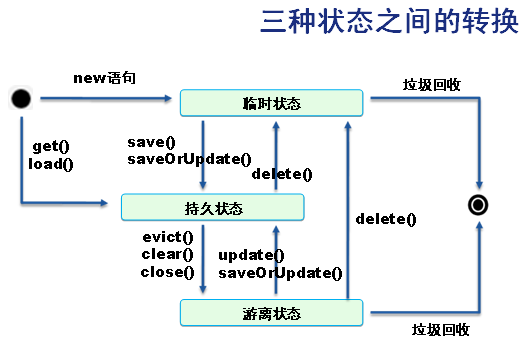 三种状态之间的转换
new语句
垃圾回收
临时状态
get()
load()
save()
saveOrUpdate()
delete()
持久状态
delete()
evict()
clear()
close()
update()
saveOrUpdate()
游离状态
垃圾回收